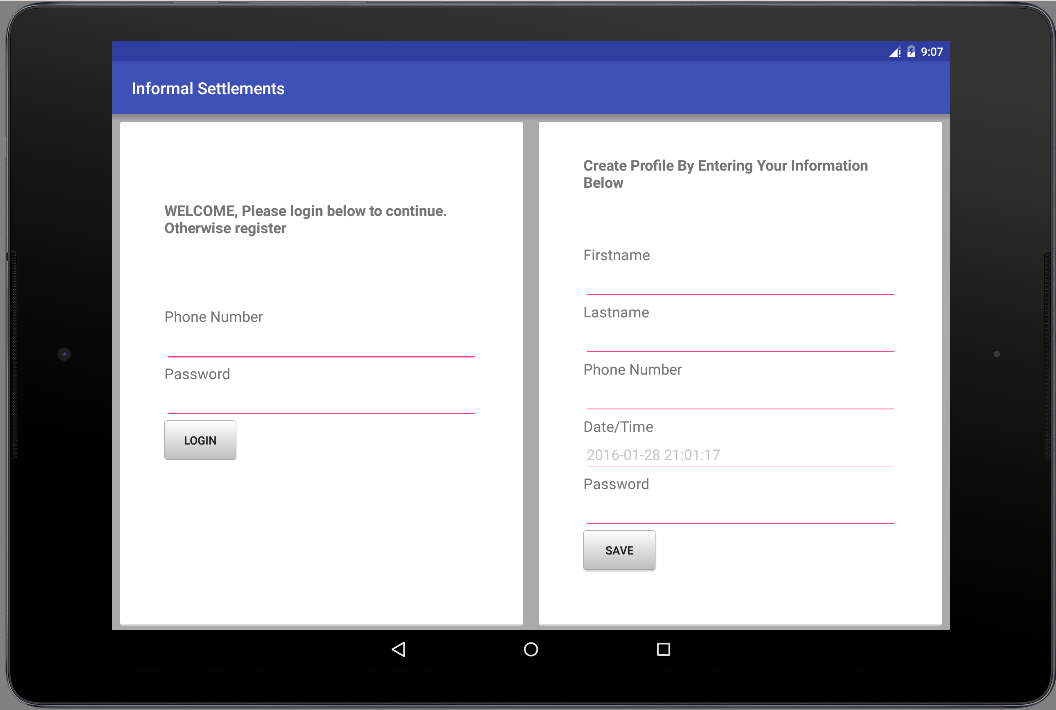 9:07
Informal Settlements
WELCOME, Please login below to continue.
Otherwise register
Phone Number
Password
LOGIN
Create Profile By Entering Your Information
Below
Firstname
Lastname
Phone Number
Date/Time
2016-01-28 21:01:17
Password
SAVE